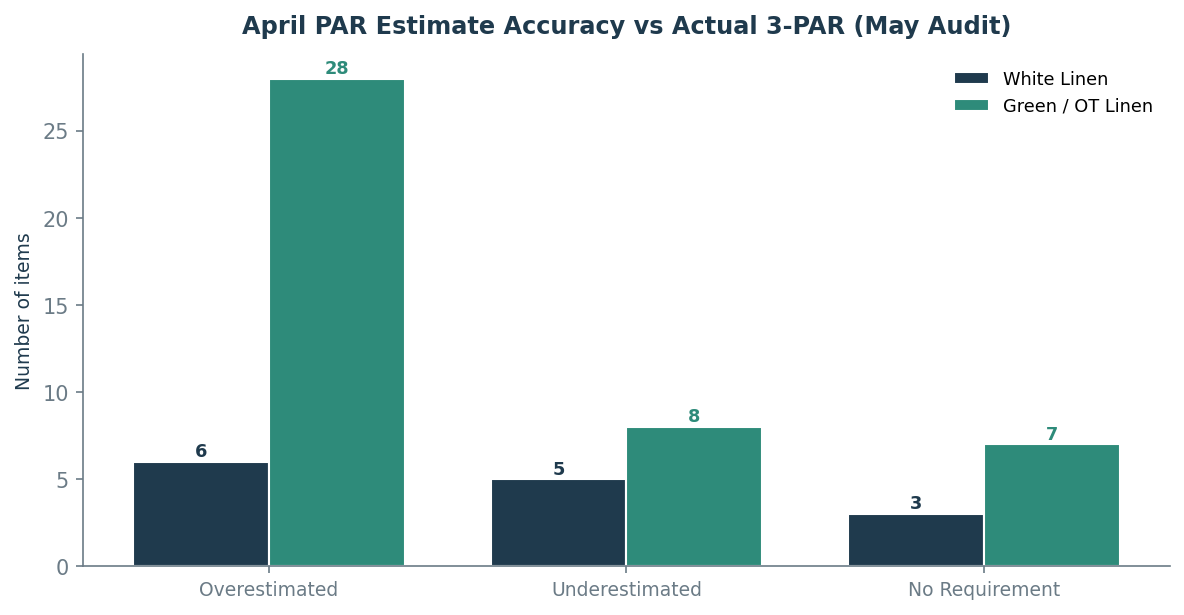 April PAR Estimate Accuracy vs Actual 3-PAR (May Audit)
White Linen
Green / OT Linen
Number of items
25
20
15
10
5
0
6
28
5
8
3
7
Overestimated
Underestimated
No Requirement